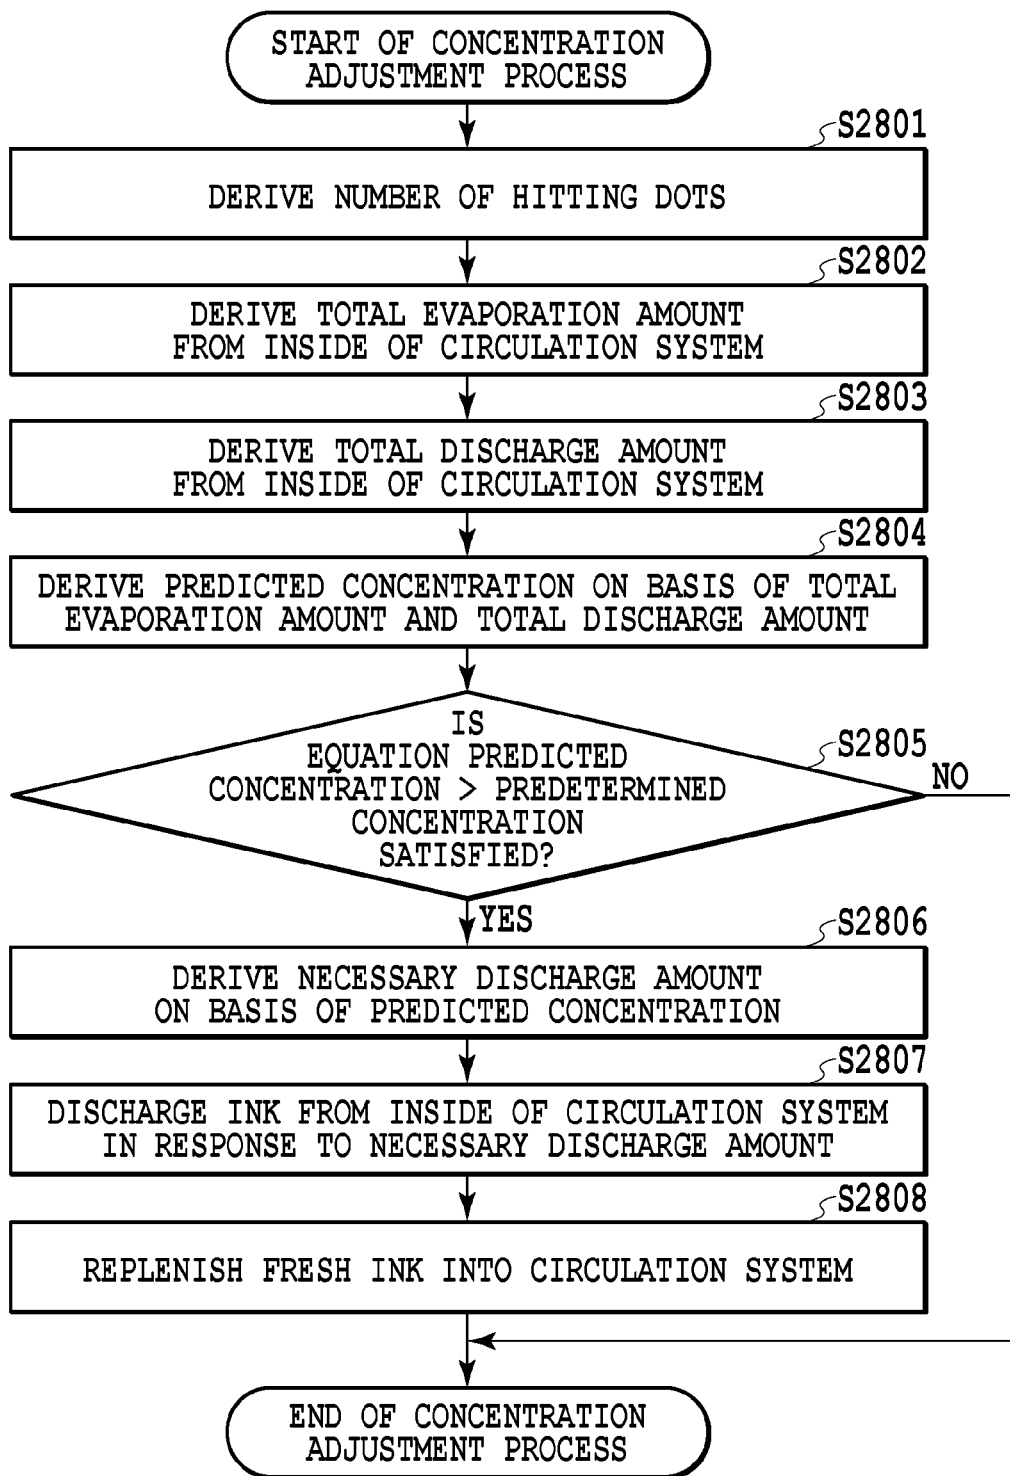 START OF CONCENTRATION
ADJUSTMENT PROCESS
S2801
DERIVE NUMBER OF HITTING DOTS
S2802
DERIVE TOTAL EVAPORATION AMOUNT
FROM INSIDE OF CIRCULATION SYSTEM
S2803
DERIVE TOTAL DISCHARGE AMOUNT
FROM INSIDE OF CIRCULATION SYSTEM
S2804
DERIVE PREDICTED CONCENTRATION ON BASIS OF TOTAL
EVAPORATION AMOUNT AND TOTAL DISCHARGE AMOUNT
S2805
IS
EQUATION PREDICTED
CONCENTRATION > PREDETERMINED
CONCENTRATION
SATISFIED?
NO
YES
S2806
DERIVE NECESSARY DISCHARGE AMOUNT
ON BASIS OF PREDICTED CONCENTRATION
S2807
DISCHARGE INK FROM INSIDE OF CIRCULATION SYSTEM
IN RESPONSE TO NECESSARY DISCHARGE AMOUNT
S2808
REPLENISH FRESH INK INTO CIRCULATION SYSTEM
END OF CONCENTRATION
ADJUSTMENT PROCESS